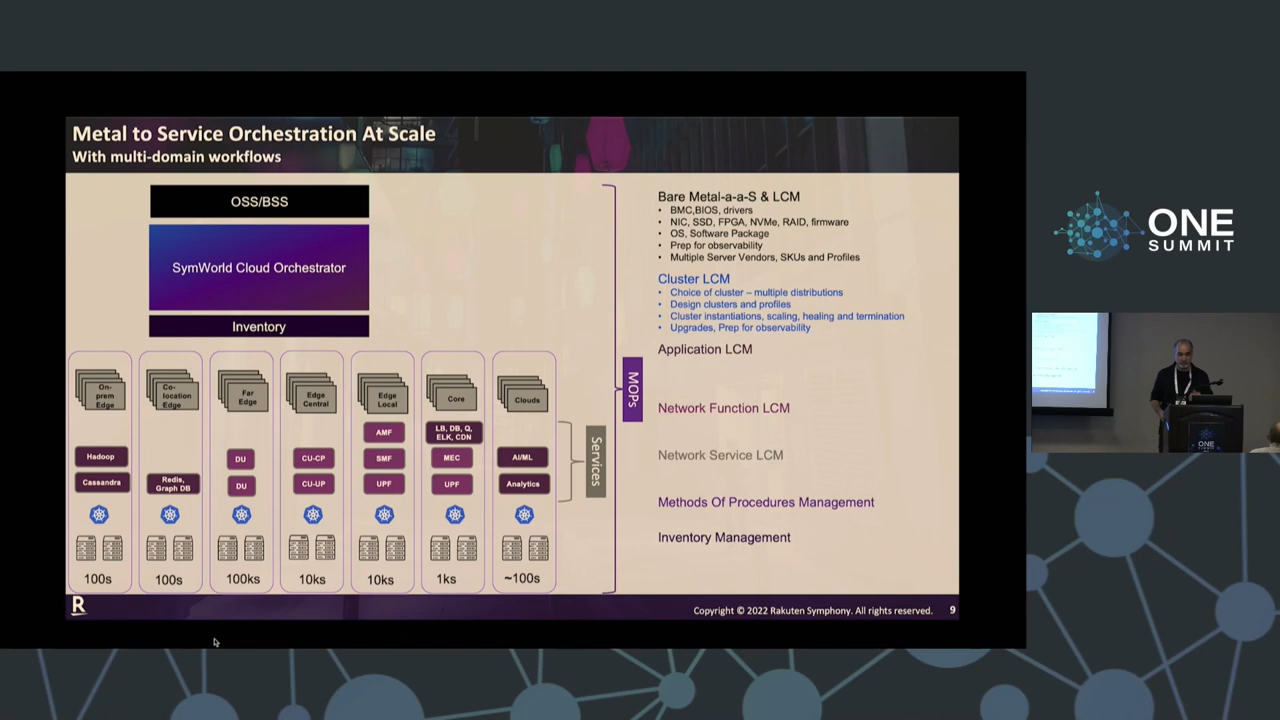 Metal to Service Orchestration At Scale
With multi-domain workflows
OSS/BSS
SymWorld Cloud Orchestrator
Inventory
On-
prem
Edge
Co-
location
Edge
Far
Edge
Edge
Central
Edge
Local
Core
Clouds
AMF
LB, DB, Q,
ELK, CDN
Hadoop
DU
CU-CP
SMF
MEC
AI/ML
Cassandra
Redis,
Graph DB
DU
CU-UP
UPF
UPF
Analytics
100s
100s
100ks
10ks
10ks
1ks
~100s
Services
MOPs
Bare Metal-a-a-S & LCM
• BMC,BIOS, drivers
• NIC, SSD, FPGA, NVMe, RAID, firmware
• OS, Software Package
• Prep for observability
• Multiple Server Vendors, SKUs and Profiles
Cluster LCM
• Choice of cluster – multiple distributions
• Design clusters and profiles
• Cluster instantiations, scaling, healing and termination
• Upgrades, Prep for observability
Application LCM
Network Function LCM
Network Service LCM
Methods Of Procedures Management
Inventory Management
R
Copyright © 2022 Rakuten Symphony. All rights reserved.
9
ONE
SUMMIT